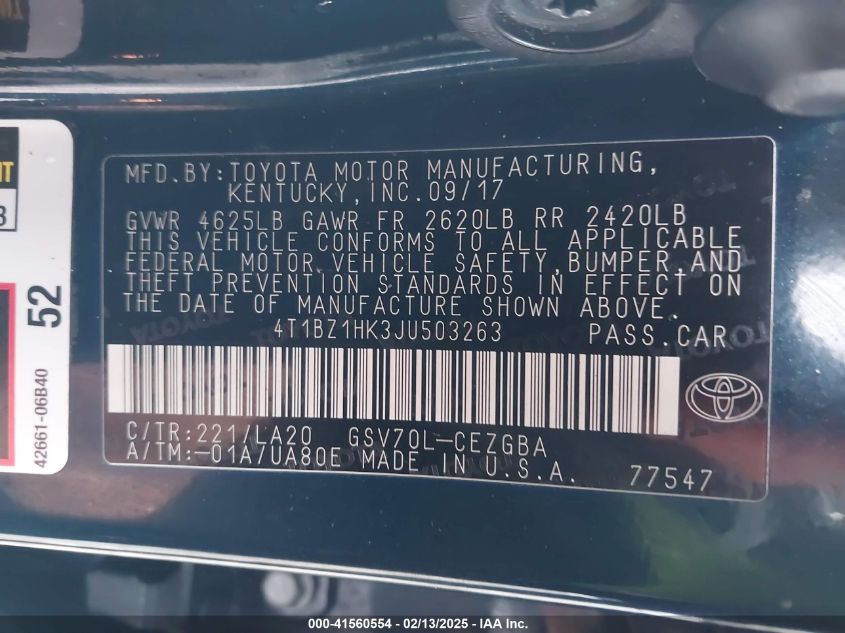 MFD.BY:TOYOTA MOTOR MANUFACTURING,
KENTUCKY,INC.09/17
GVWR 4625LB GAWR FR 2620LB RR 2420LB
THIS VEHICLE CONFORMS TO ALL APPLICABLE
FEDERAL MOTOR VEHICLE SAFETY,BUMPER,AND
THEFT PREVENTION STANDARDS IN EFFECT ON
THE DATE OF MANUFACTURE SHOWN ABOVE.
4T1BZ1HK3JU503263 PASS.CAR
C/TR:221/LA20 GSV70L-CEZGBA
A/TM:-01A/UA80E MADE IN U.S.A. 77547
52
42661-06B40
000-41560554 - 02/13/2025 - IAA Inc.